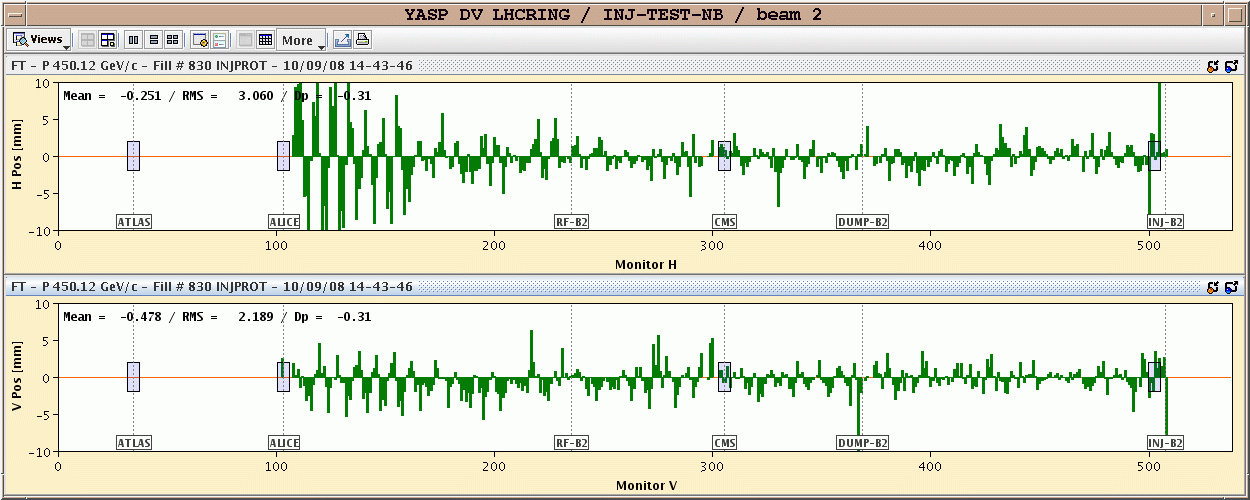 YASP DV LHCRING / INJ-TEST-NB / beam 2
Views More
FT - P 450.12 GeV/c - Fill # 830 INJPROT - 10/09/08 14-43-46
Mean = -0.251 / RMS = 3.060 / Dp = -0.31
H Pos [mm]
10
5
0
-5
-10
ATLAS ALICE RF-B2 CMS DUMP-B2 INJ-B2
0 100 200 300 400 500
Monitor H
FT - P 450.12 GeV/c - Fill # 830 INJPROT - 10/09/08 14-43-46
Mean = -0.478 / RMS = 2.189 / Dp = -0.31
V Pos [mm]
10
5
0
-5
-10
ATLAS ALICE RF-B2 CMS DUMP-B2 INJ-B2
0 100 200 300 400 500
Monitor V